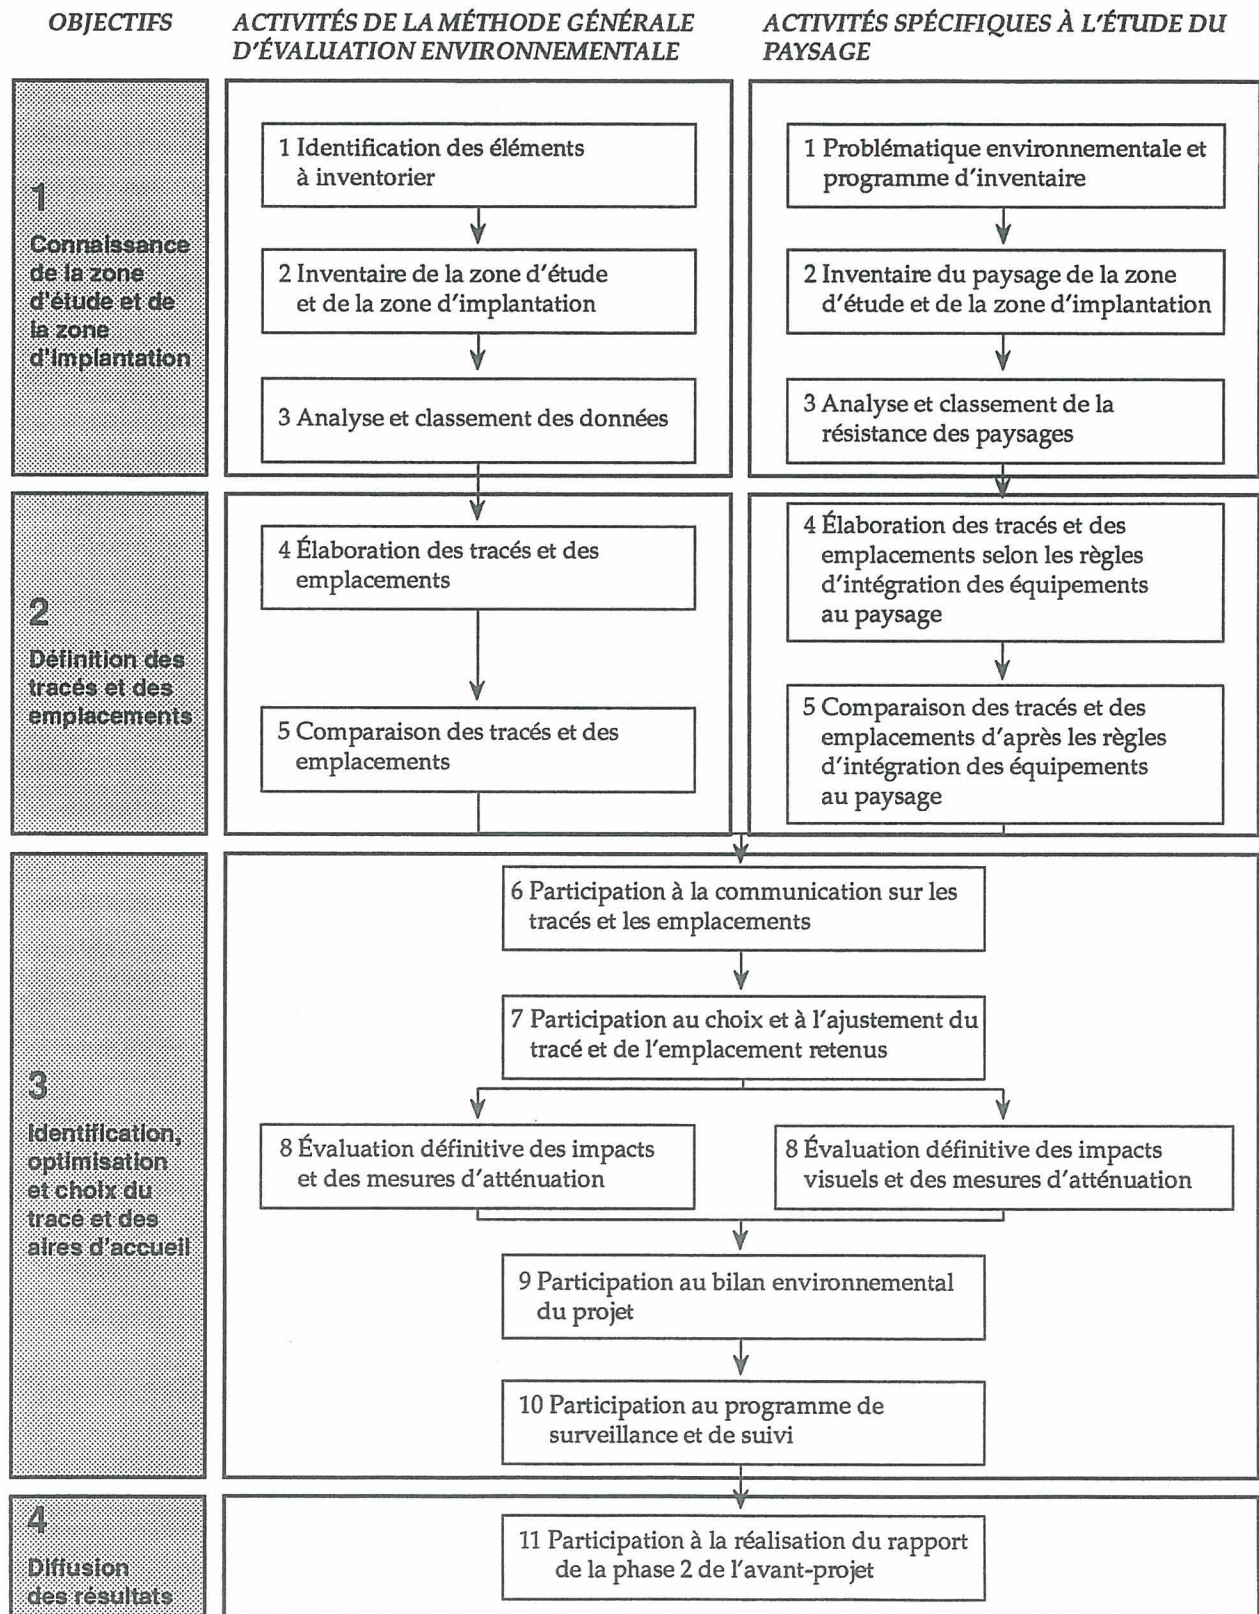 OBJECTIFS
ACTIVITÉS DE LA MÉTHODE GÉNÉRALE
D'ÉVALUATION ENVIRONNEMENTALE
ACTIVITÉS SPÉCIFIQUES À L'ÉTUDE DU
PAYSAGE
1
Connaissance
de la zone
d'étude et de
la zone
d'implantation
1 Identification des éléments
à inventorier
2 Inventaire de la zone d'étude
et de la zone d'implantation
3 Analyse et classement des données
1 Problématique environnementale et
programme d'inventaire
2 Inventaire du paysage de la zone
d'étude et de la zone d'implantation
3 Analyse et classement de la
résistance des paysages
2
Définition des
tracés et des
emplacements
4 Élaboration des tracés et des
emplacements
5 Comparaison des tracés et des
emplacements
4 Élaboration des tracés et des
emplacements selon les règles
d'intégration des équipements
au paysage
5 Comparaison des tracés et des
emplacements d'après les règles
d'intégration des équipements
au paysage
3
Identification,
optimisation
et choix du
tracé et des
aires d'accueil
6 Participation à la communication sur les
tracés et les emplacements
7 Participation au choix et à l'ajustement du
tracé et de l'emplacement retenus
8 Évaluation définitive des impacts
et des mesures d'atténuation
8 Évaluation définitive des impacts
visuels et des mesures d'atténuation
9 Participation au bilan environnemental
du projet
10 Participation au programme de
surveillance et de suivi
4
Diffusion
des résultats
11 Participation à la réalisation du rapport
de la phase 2 de l'avant-projet